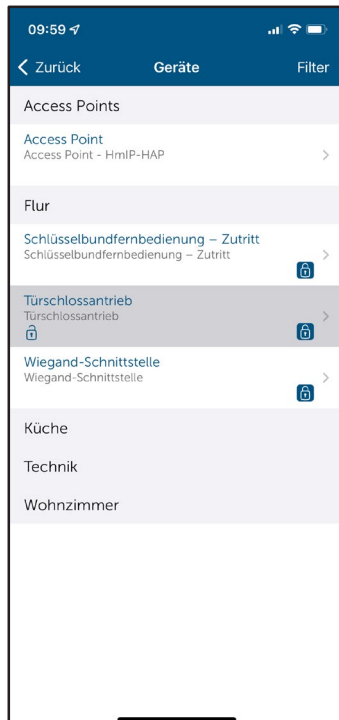 09:59
Zurück
Geräte
Filter
Access Points
Access Point
Access Point - HmIP-HAP
Flur
Schlüsselbundfernbedienung – Zutritt
Schlüsselbundfernbedienung – Zutritt
Türschlossantrieb
Türschlossantrieb
Wiegand-Schnittstelle
Wiegand-Schnittstelle
Küche
Technik
Wohnzimmer